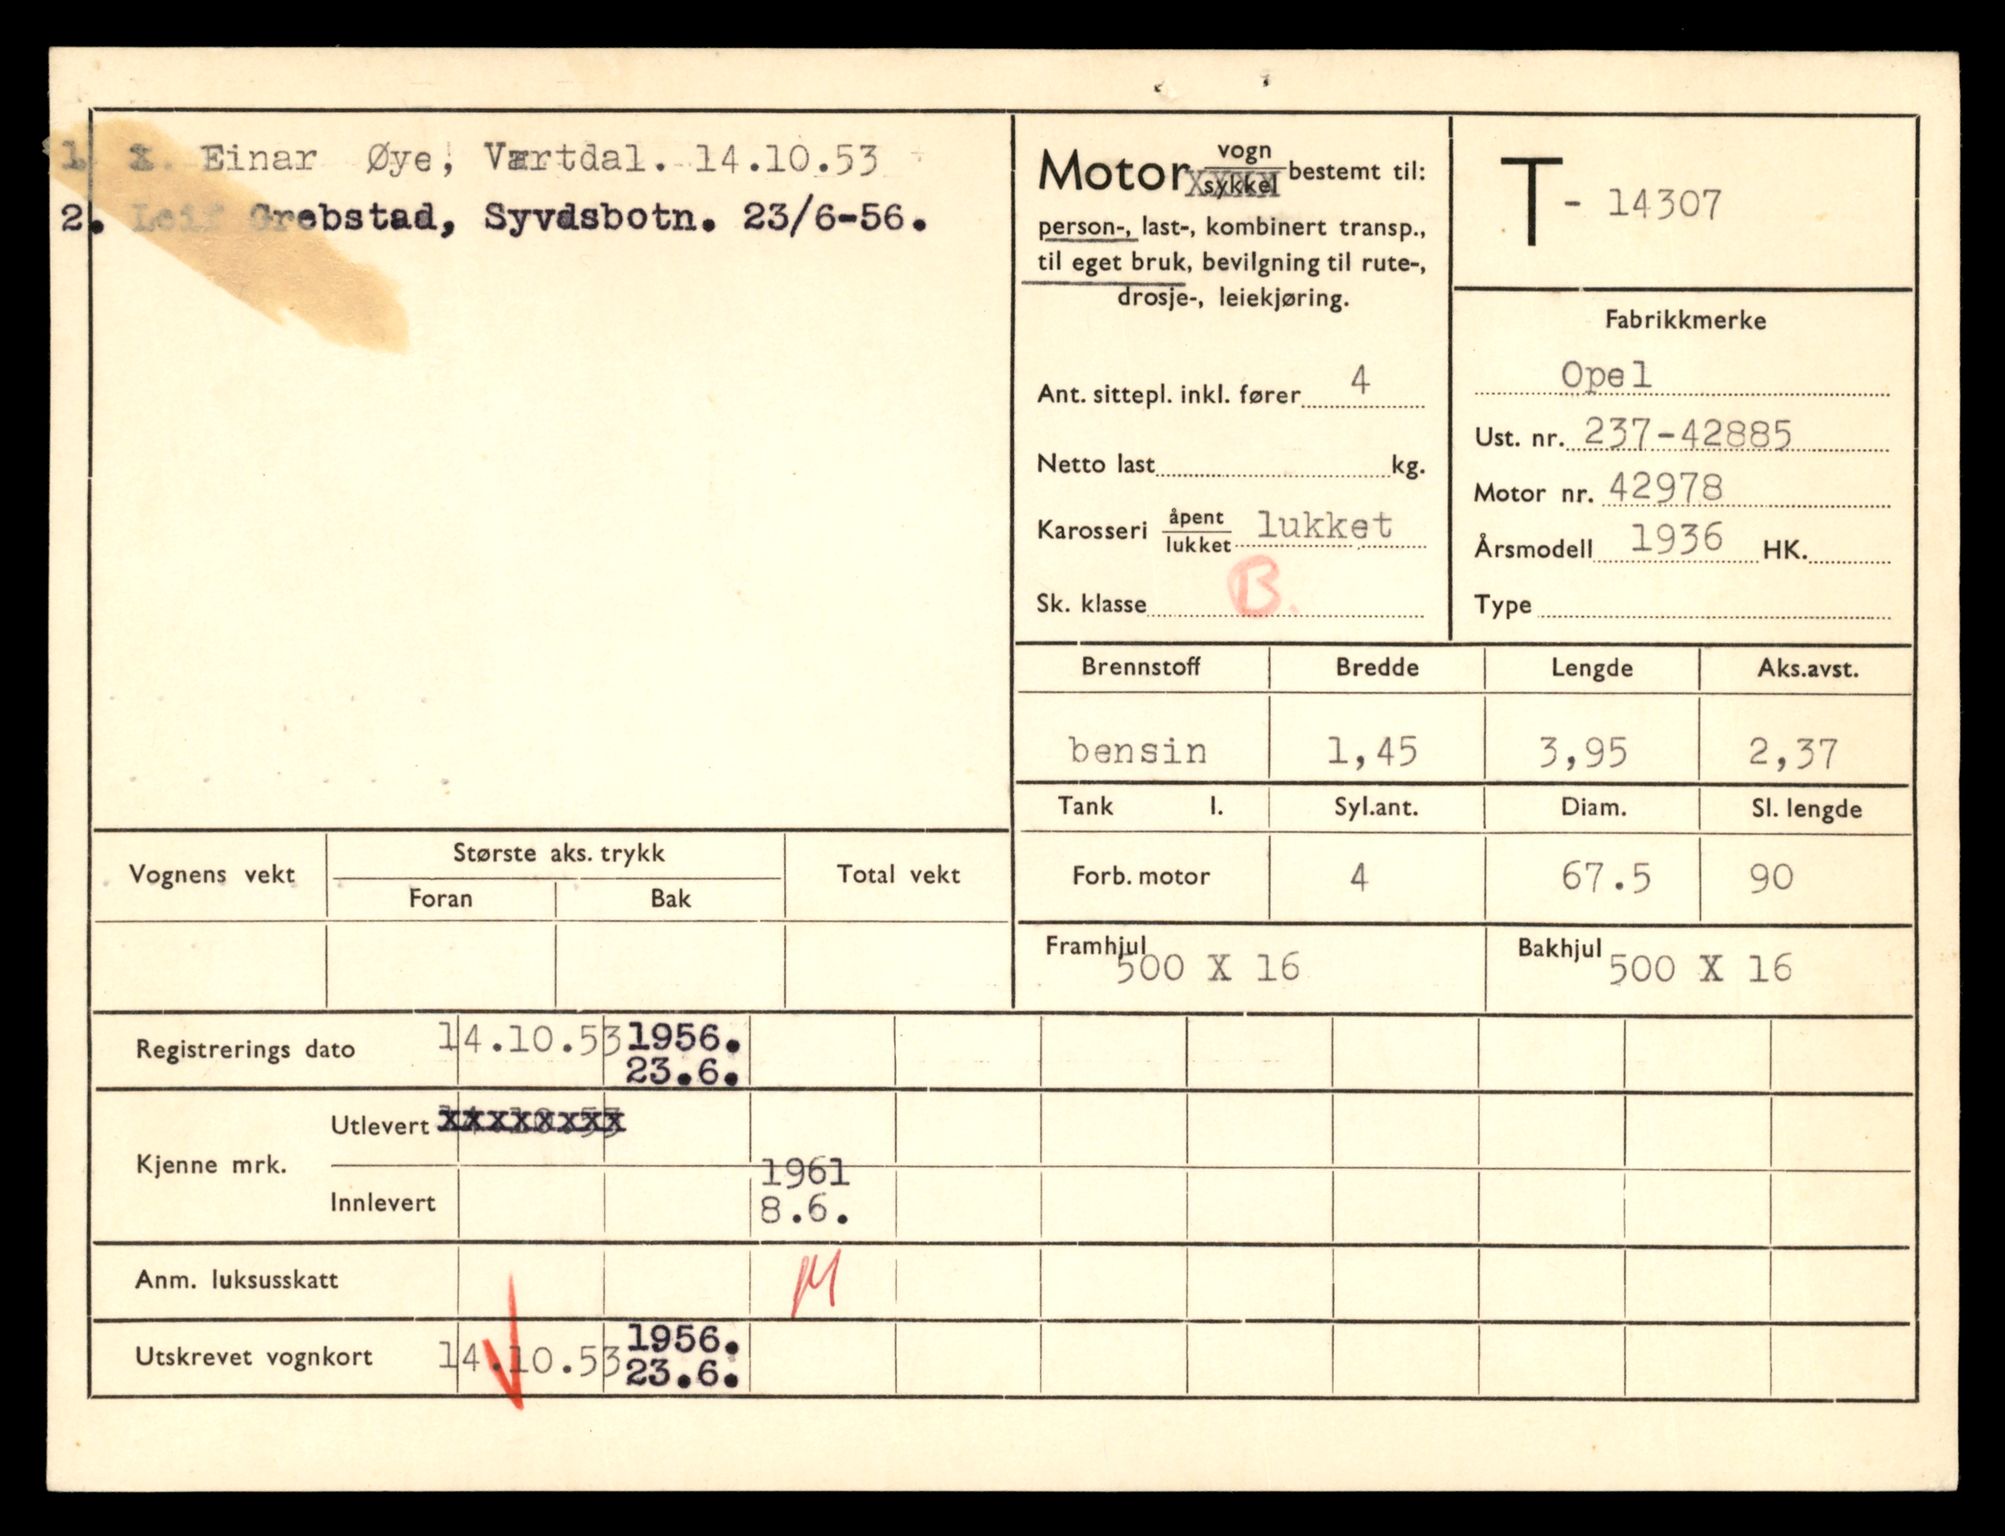 1 1. Einar Øye, Værtdal. 14.10.53
2. Leif Grebstad, Syvdsbotn. 23/6-56.
Motor vogn
sykkel bestemt til:
person-, last-, kombinert transp.,
til eget bruk, bevilgning til rute-,
drosje-, leiekjøring.
Ant. sittepl. inkl. fører 4
Netto last kg.
Karosseri åpent
lukket lukket
Sk. klasse B.
T - 14307
Fabrikkmerke
Opel
Ust. nr. 237-42885
Motor nr. 42978
Årsmodell 1936 HK.
Type
Brennstoff Bredde Lengde Aks.avst.
bensin 1,45 3,95 2,37
Tank l. Syl.ant. Diam. Sl. lengde
Forb. motor 4 67.5 90
Framhjul 500 X 16 Bakhjul 500 X 16
Vognens vekt Største aks. trykk Total vekt
Foran Bak
Registrerings dato 14.10.53 1956.
23.6.
Kjenne mrk. Utlevert xxxxxxxx
Innlevert 1961
8.6.
Anm. luksusskatt
Utskrevet vognkort 14.10.53 1956.
23.6.